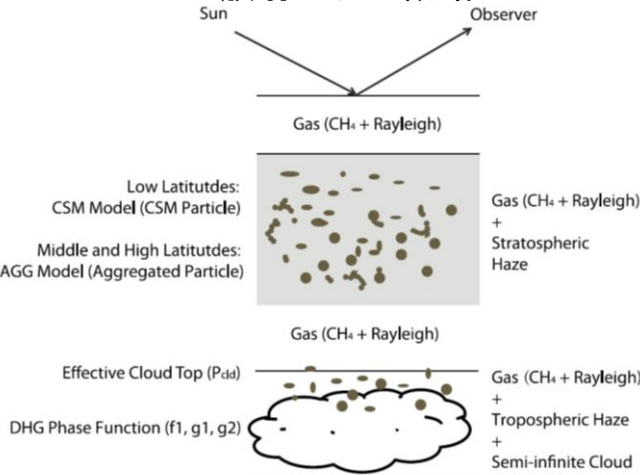 Sun
Observer
Gas (CH₄ + Rayleigh)
Low Latitutdes:
CSM Model (CSM Particle)
Middle and High Latitutdes:
AGG Model (Aggregated Particle)
Gas (CH₄ + Rayleigh)
+
Stratospheric
Haze
Gas (CH₄ + Rayleigh)
Effective Cloud Top (Pcld)
DHG Phase Function (f1, g1, g2)
Gas (CH₄ + Rayleigh)
+
Tropospheric Haze
+
Semi-infinite Cloud